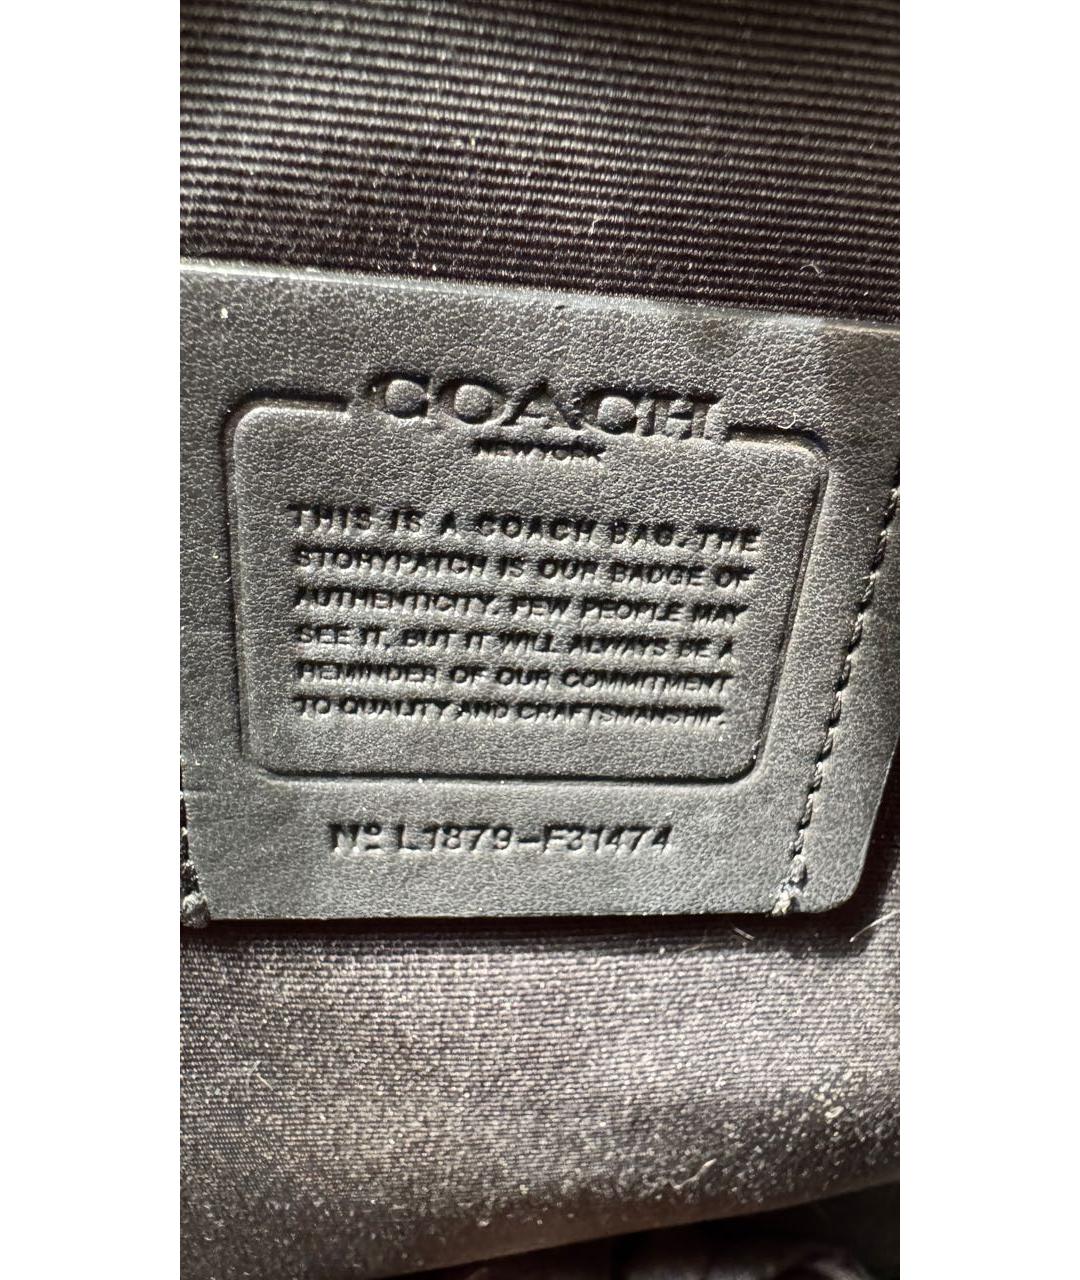 COACH
NEW YORK
THIS IS A COACH BAG. THE
STORYPATCH IS OUR BADGE OF
AUTHENTICITY. FEW PEOPLE MAY
SEE IT, BUT IT WILL ALWAYS BE A
REMINDER OF OUR COMMITMENT
TO QUALITY AND CRAFTSMANSHIP.
Nº L1879-F31474